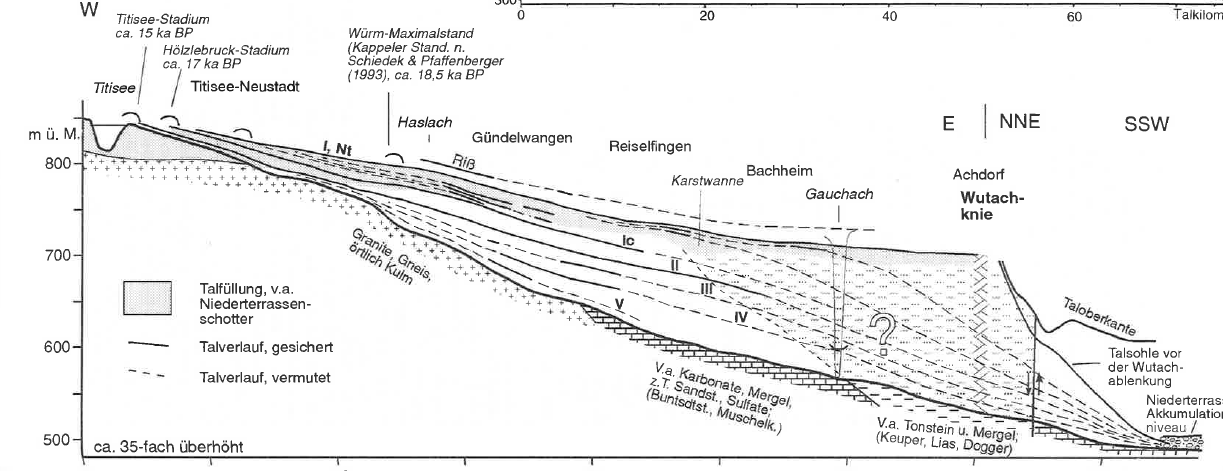 W
0 20 40 60 Talkilom
Titisee-Stadium
ca. 15 ka BP
Hölzlebruck-Stadium
ca. 17 ka BP
Würm-Maximalstand
(Kappeler Stand. n.
Schiedek & Pfaffenberger
(1993), ca. 18,5 ka BP
Titisee
Titisee-Neustadt
Haslach
Gündelwangen
Reiselfingen
Bachheim
Karstwanne
Gauchach
E
NNE
SSW
Achdorf
Wutach-
knie
m ü. M.
800
700
600
500
I, Nt
Riß
Ic
II
III
IV
V
?
Granite, Gneis,
örtlich Kulm
Talfüllung, v.a.
Niederterrassen-
schotter
Talverlauf, gesichert
Talverlauf, vermutet
V.a. Karbonate, Mergel,
z.T. Sandst., Sulfate;
(Buntsdtst., Muschelk.)
V.a. Tonstein u. Mergel;
(Keuper, Lias, Dogger)
Taloberkante
Talsohle vor
der Wutach-
ablenkung
Niederterrass
Akkumulation
niveau
ca. 35-fach überhöht